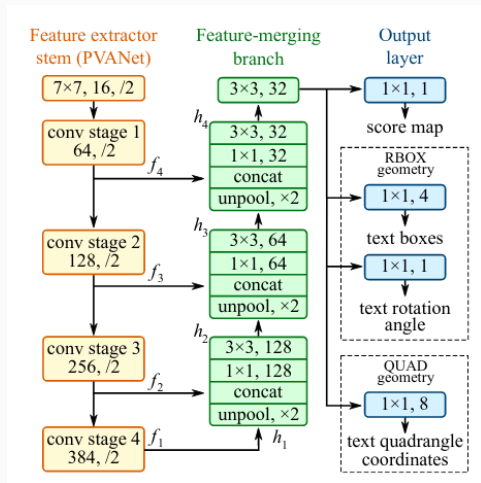 Feature extractor
stem (PVANet)
7×7, 16, /2
conv stage 1
64, /2
f4
conv stage 2
128, /2
f3
conv stage 3
256, /2
f2
conv stage 4
384, /2
f1
Feature-merging
branch
3×3, 32
h4
3×3, 32
1×1, 32
concat
unpool, ×2
h3
3×3, 64
1×1, 64
concat
unpool, ×2
h2
3×3, 128
1×1, 128
concat
unpool, ×2
h1
Output
layer
1×1, 1
score map
RBOX
geometry
1×1, 4
text boxes
1×1, 1
text rotation
angle
QUAD
geometry
1×1, 8
text quadrangle
coordinates